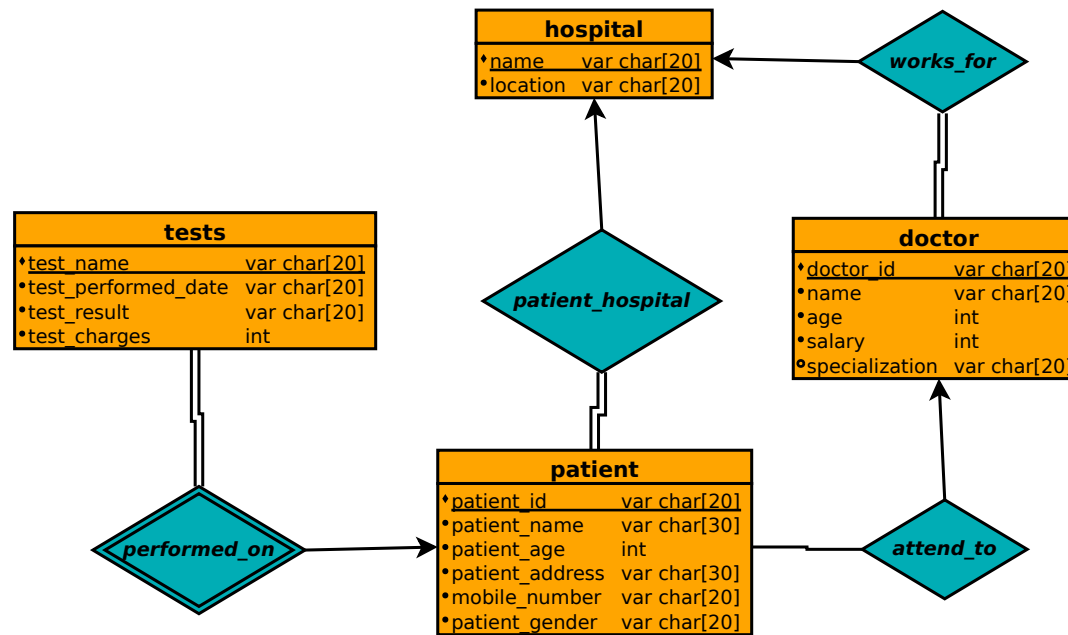 hospital
name var char[20]
location var char[20]
works_for
tests
test_name var char[20]
test_performed_date var char[20]
test_result var char[20]
test_charges int
patient_hospital
doctor
doctor_id var char[20]
name var char[20]
age int
salary int
specialization var char[20]
patient
patient_id var char[20]
patient_name var char[30]
patient_age int
patient_address var char[30]
mobile_number var char[20]
patient_gender var char[20]
performed_on
attend_to